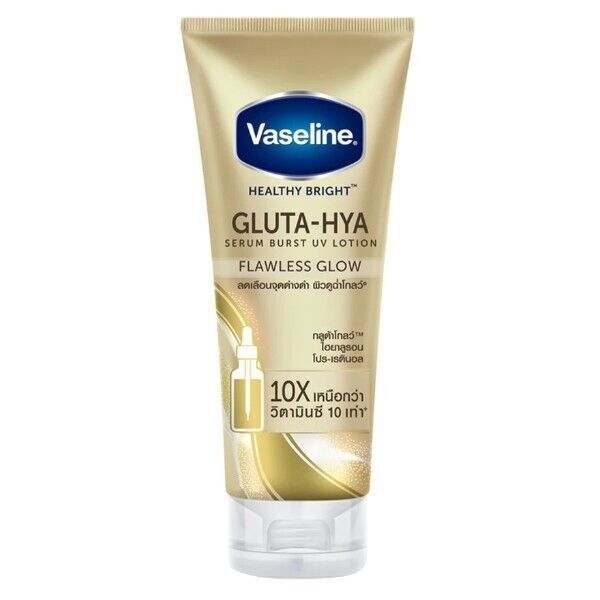 Vaseline®
HEALTHY BRIGHT™
GLUTA-HYA
SERUM BURST UV LOTION
FLAWLESS GLOW
ลดเลือนจุดด่างดำ ผิวดูฉ่ำโกลว์
กลูต้าโกลว์™
ไฮยาลูรอน
โปร-เรตินอล
10X เหนือกว่า
วิตามินซี 10 เท่า⁺